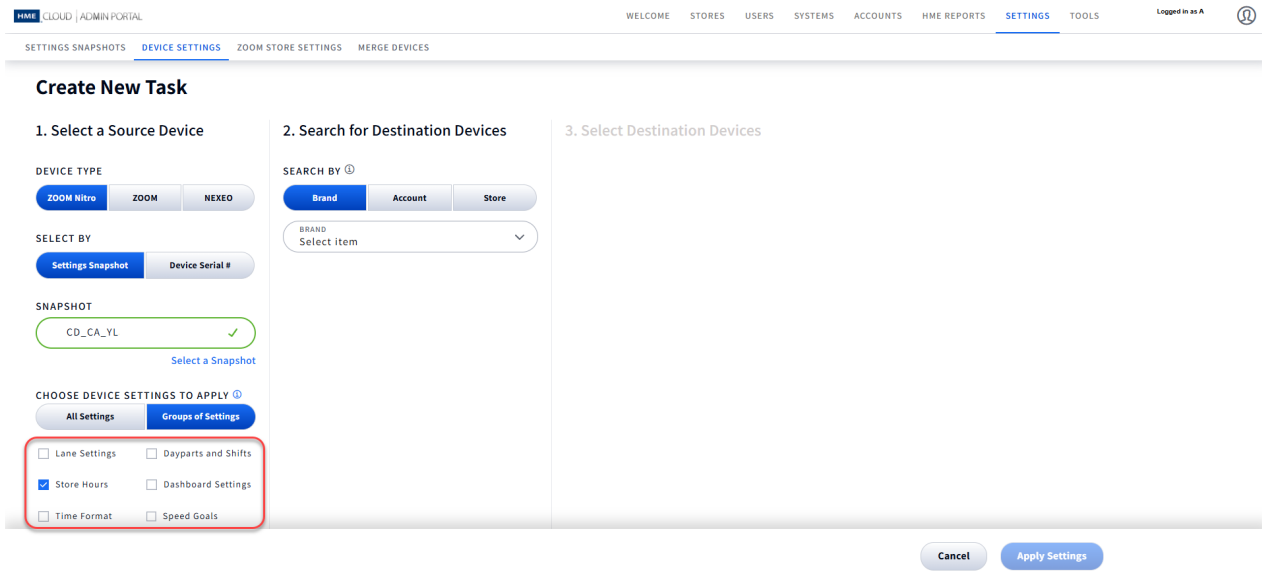 HME CLOUD | ADMIN PORTAL
WELCOME STORES USERS SYSTEMS ACCOUNTS HME REPORTS SETTINGS TOOLS Logged in as A
SETTINGS SNAPSHOTS DEVICE SETTINGS ZOOM STORE SETTINGS MERGE DEVICES
Create New Task
1. Select a Source Device
DEVICE TYPE
ZOOM Nitro ZOOM NEXEO
SELECT BY
Settings Snapshot Device Serial #
SNAPSHOT
CD_CA_YL
Select a Snapshot
CHOOSE DEVICE SETTINGS TO APPLY
All Settings Groups of Settings
Lane Settings Dayparts and Shifts
Store Hours Dashboard Settings
Time Format Speed Goals
2. Search for Destination Devices
SEARCH BY
Brand Account Store
BRAND
Select item
3. Select Destination Devices
Cancel Apply Settings